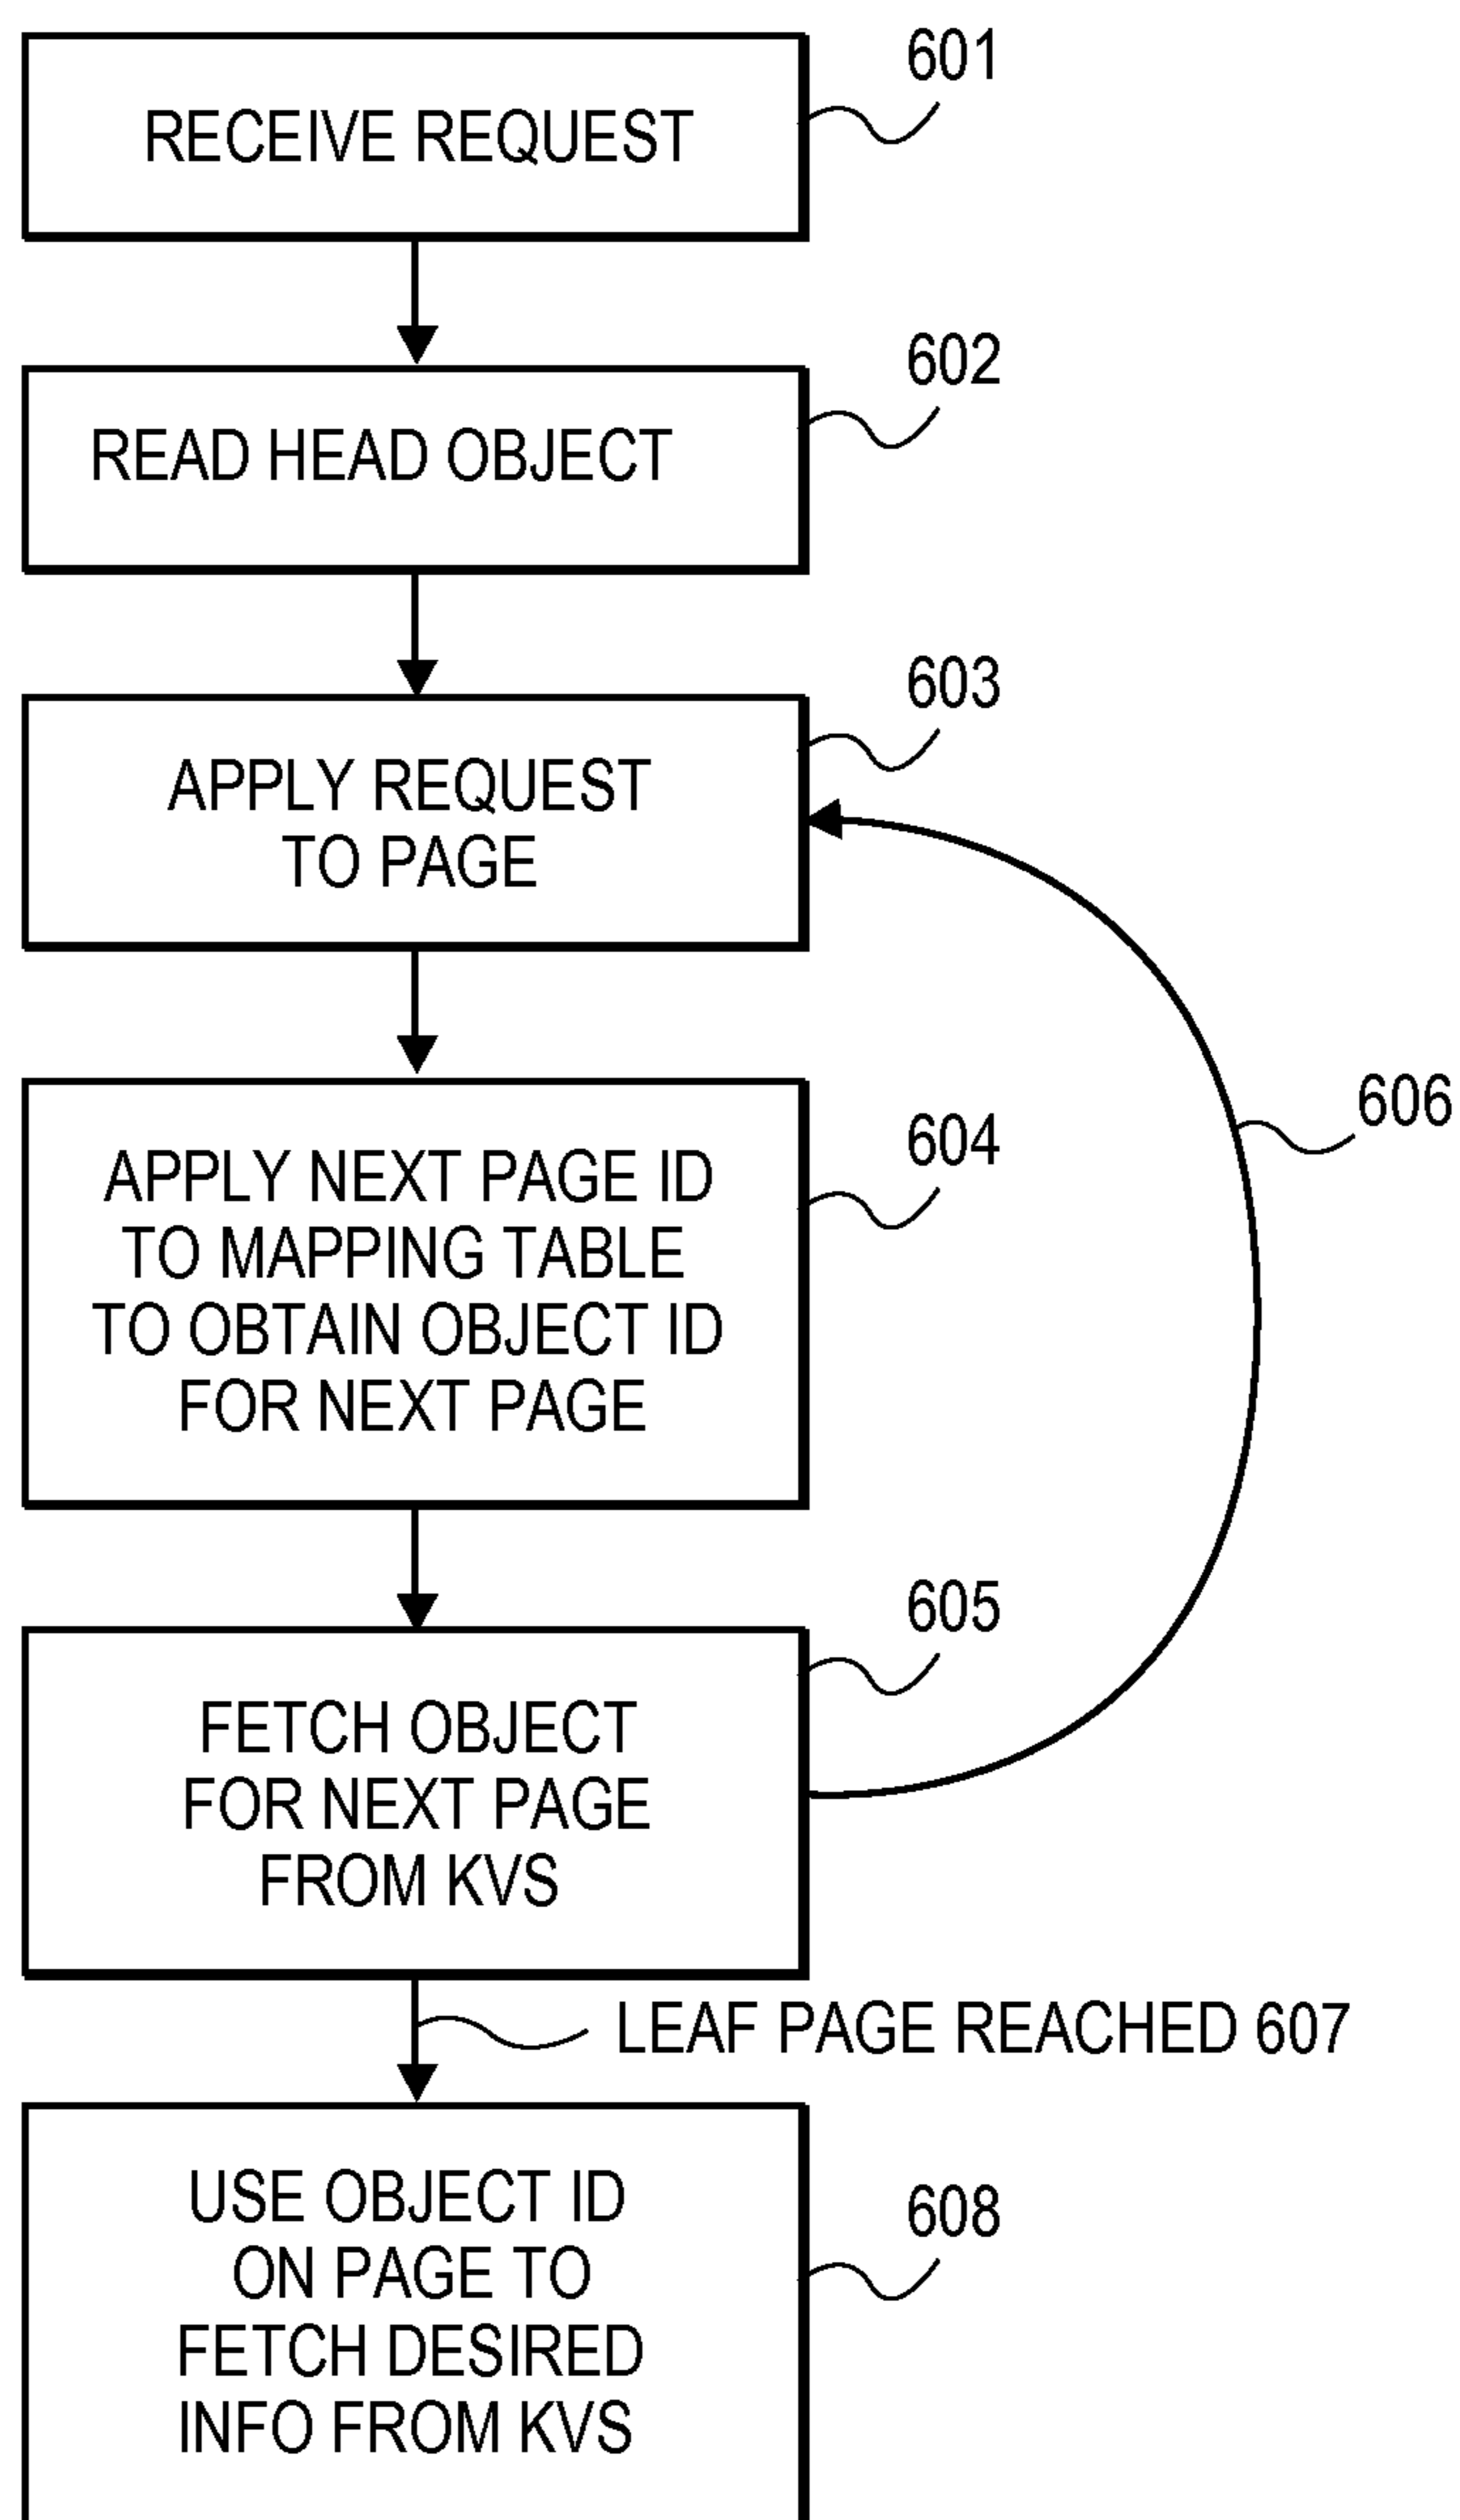 601
RECEIVE REQUEST
602
READ HEAD OBJECT
603
APPLY REQUEST
TO PAGE
606
604
APPLY NEXT PAGE ID
TO MAPPING TABLE
TO OBTAIN OBJECT ID
FOR NEXT PAGE
605
FETCH OBJECT
FOR NEXT PAGE
FROM KVS
LEAF PAGE REACHED 607
USE OBJECT ID
608
ON PAGE TO
FETCH DESIRED
INFO FROM KVS